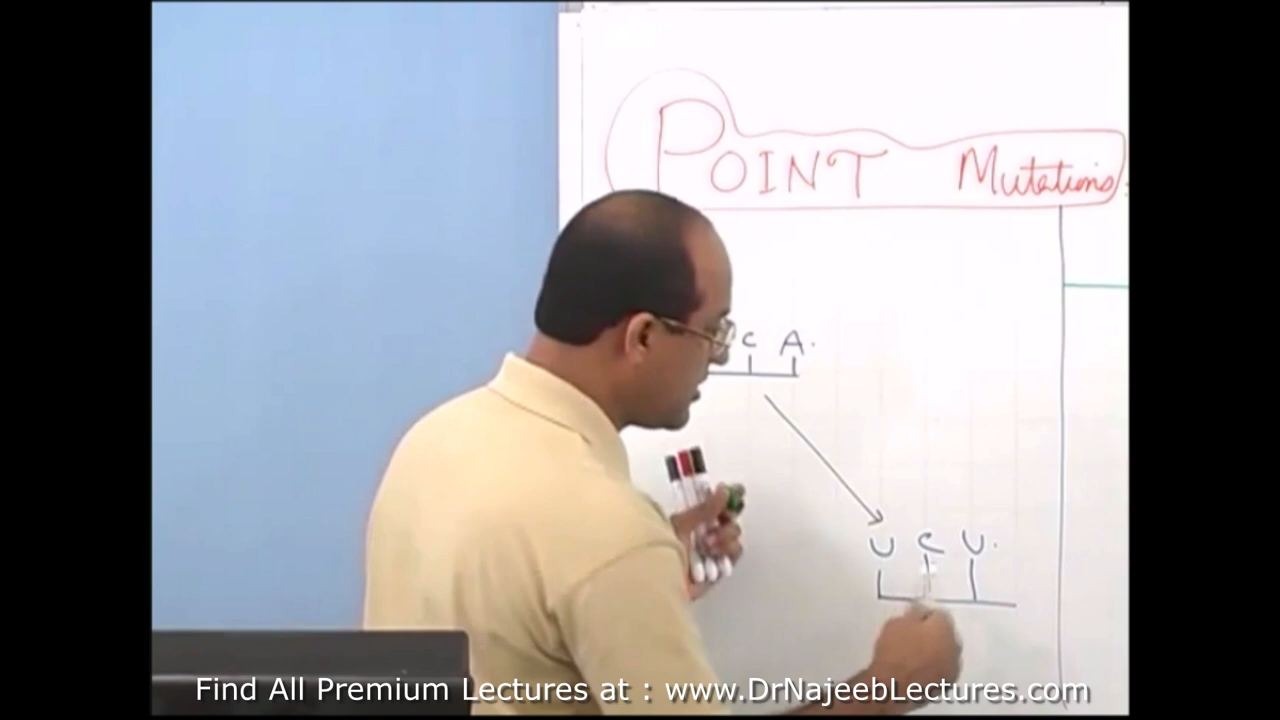 POINT Mutations
C A.
U C U.
Find All Premium Lectures at : www.DrNajeebLectures.com